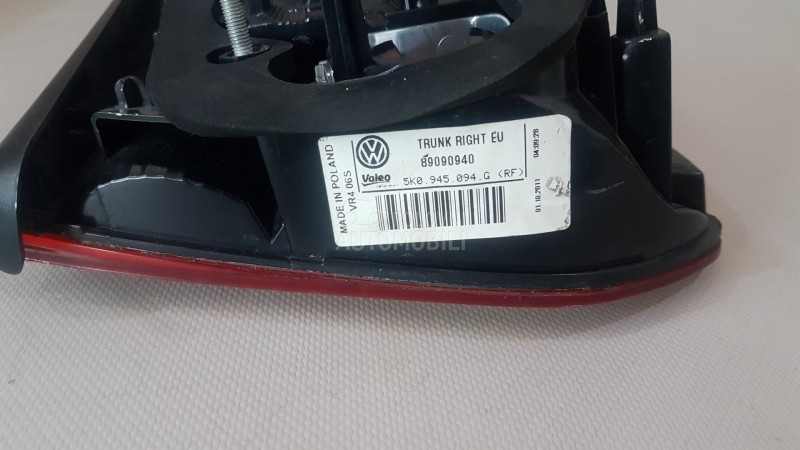 TRUNK RIGHT EU
89090940
Valeo
5K0.945.094.G (RF)
MADE IN POLAND
VR4 06S
04:09:28
01.10.2011
AUTOMOBILI